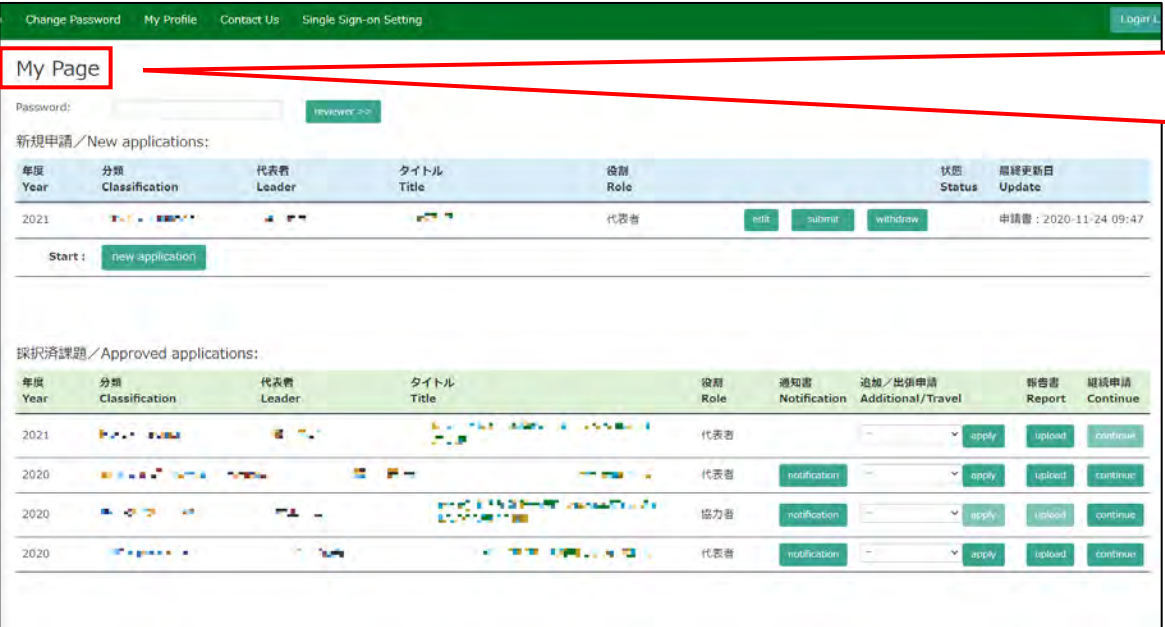 Change Password My Profile Contact Us Single Sign-on Setting Login
My Page
Password: reviewer >>
新規申請／New applications:
年度 分類 代表者 タイトル 役割 状態 最終更新日
Year Classification Leader Title Role Status Update
2021 代表者 edit submit withdraw 申請書：2020-11-24 09:47
Start : new application
採択済課題／Approved applications:
年度 分類 代表者 タイトル 役割 通知書 追加／出張申請 報告書 継続申請
Year Classification Leader Title Role Notification Additional/Travel Report Continue
2021 代表者 -- apply upload continue
2020 代表者 notification -- apply upload continue
2020 協力者 notification -- apply upload continue
2020 代表者 notification -- apply upload continue